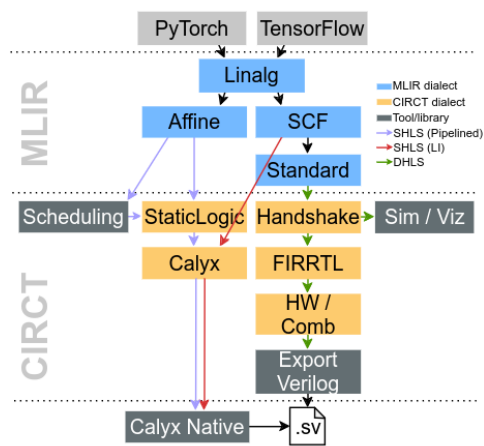 PyTorch
TensorFlow
MLIR
Linalg
Affine
SCF
Standard
MLIR dialect
CIRCT dialect
Tool/library
SHLS (Pipelined)
SHLS (LI)
DHLS
CIRCT
Scheduling
StaticLogic
Handshake
Sim / Viz
Calyx
FIRRTL
HW /
Comb
Export
Verilog
Calyx Native
.sv